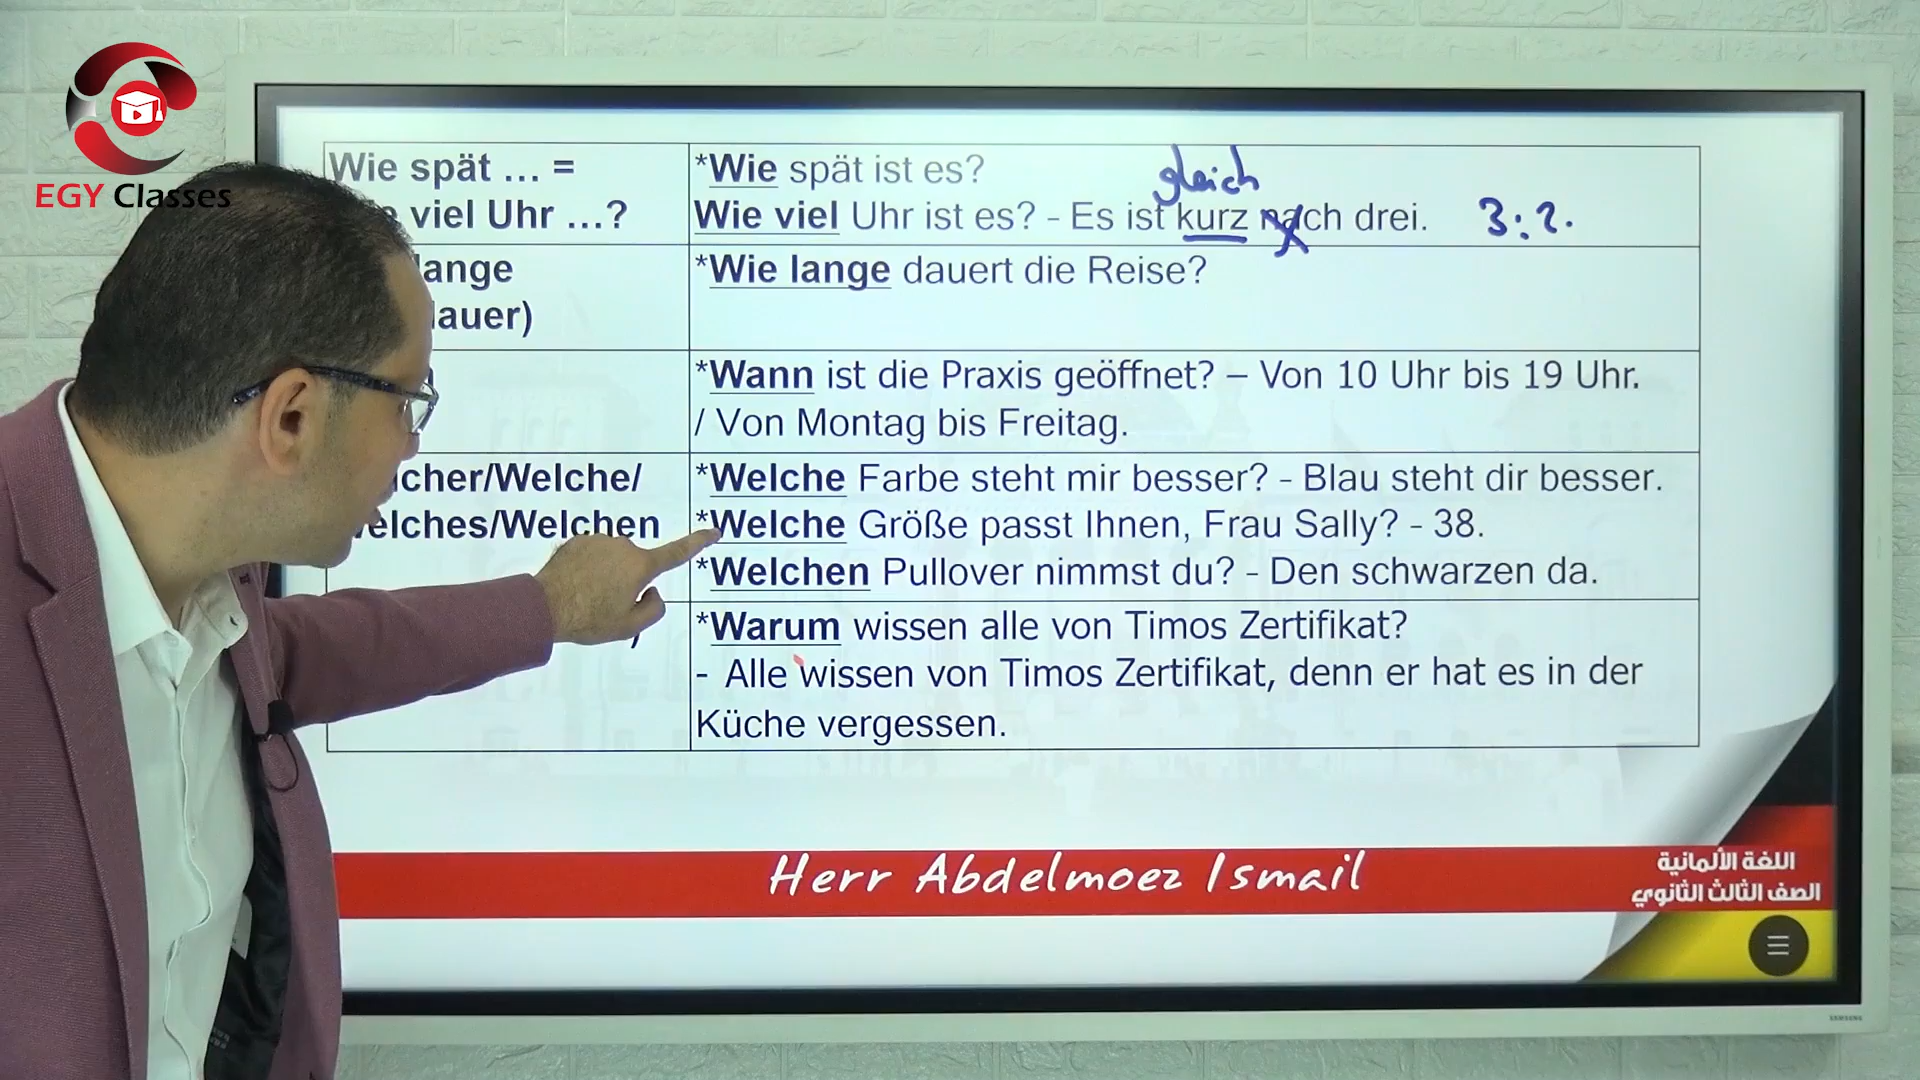 EGY Classes
Wie spät ... =
viel Uhr ...?
*Wie spät ist es?
gleich
Wie viel Uhr ist es? - Es ist kurz nach drei. 3:2.
lange
dauer)
*Wie lange dauert die Reise?
*Wann ist die Praxis geöffnet? – Von 10 Uhr bis 19 Uhr.
/ Von Montag bis Freitag.
cher/Welche/
elches/Welchen
*Welche Farbe steht mir besser? - Blau steht dir besser.
*Welche Größe passt Ihnen, Frau Sally? - 38.
*Welchen Pullover nimmst du? - Den schwarzen da.
*Warum wissen alle von Timos Zertifikat?
- Alle wissen von Timos Zertifikat, denn er hat es in der
Küche vergessen.
Herr Abdelmoez Ismail
اللغة الألمانية
الصف الثالث الثانوي
SAMSUNG